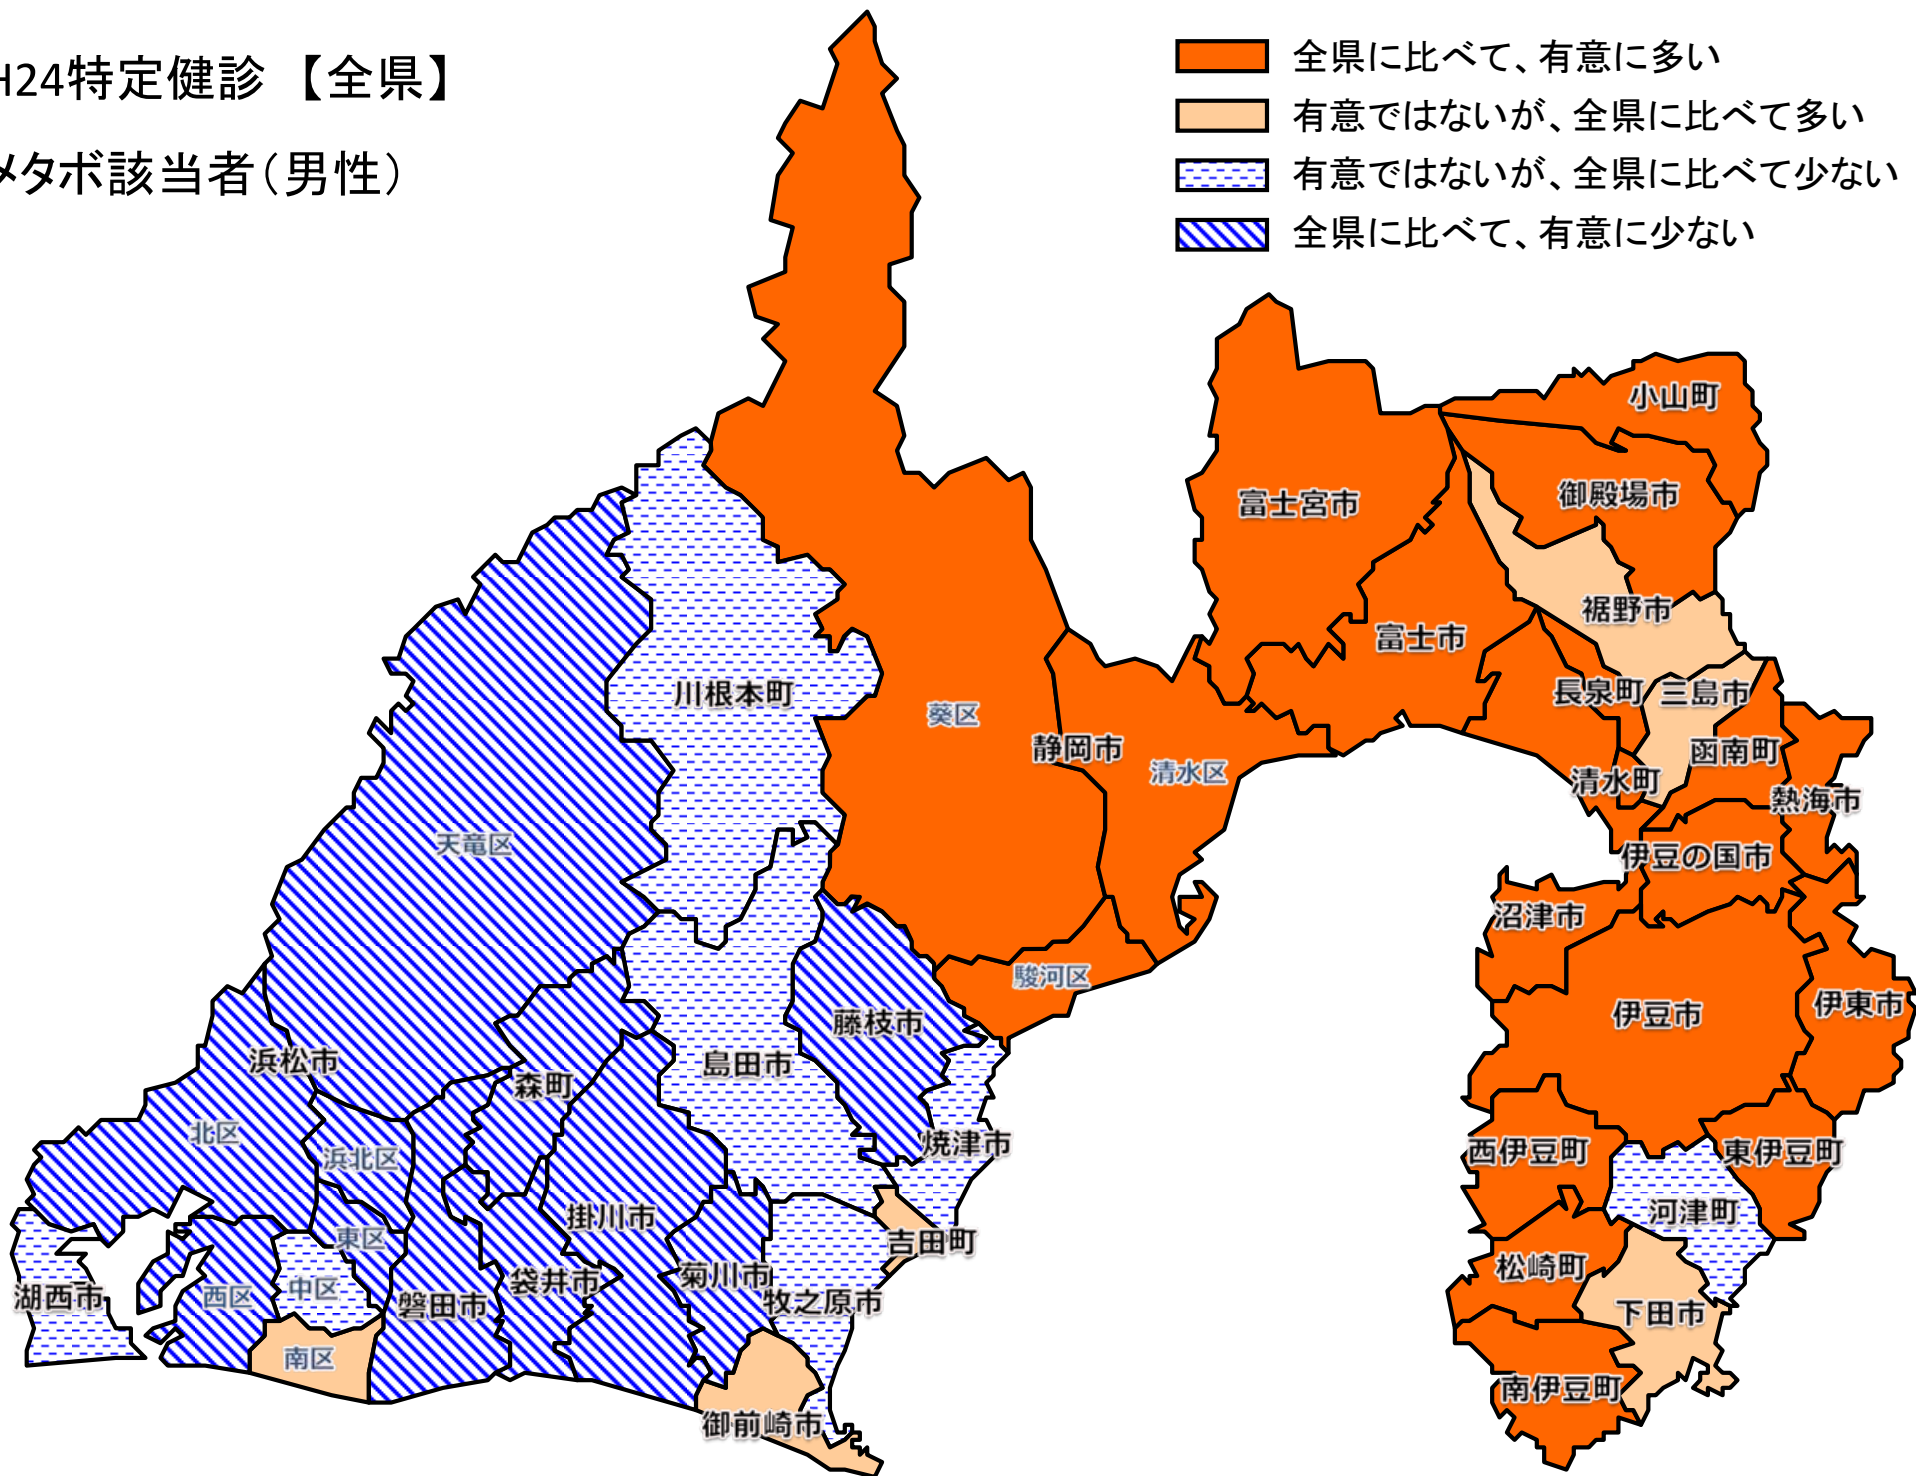 H24特定健診 【全県】
メタボ該当者（男性）
全県に比べて、有意に多い
有意ではないが、全県に比べて多い
有意ではないが、全県に比べて少ない
全県に比べて、有意に少ない
小山町
御殿場市
富士宮市
裾野市
富士市
長泉町
三島市
函南町
清水町
熱海市
伊豆の国市
沼津市
伊豆市
伊東市
西伊豆町
東伊豆町
河津町
松崎町
下田市
南伊豆町
川根本町
葵区
静岡市
清水区
駿河区
天竜区
藤枝市
島田市
焼津市
浜松市
森町
北区
浜北区
掛川市
東区
吉田町
菊川市
牧之原市
湖西市
西区
中区
磐田市
袋井市
南区
御前崎市